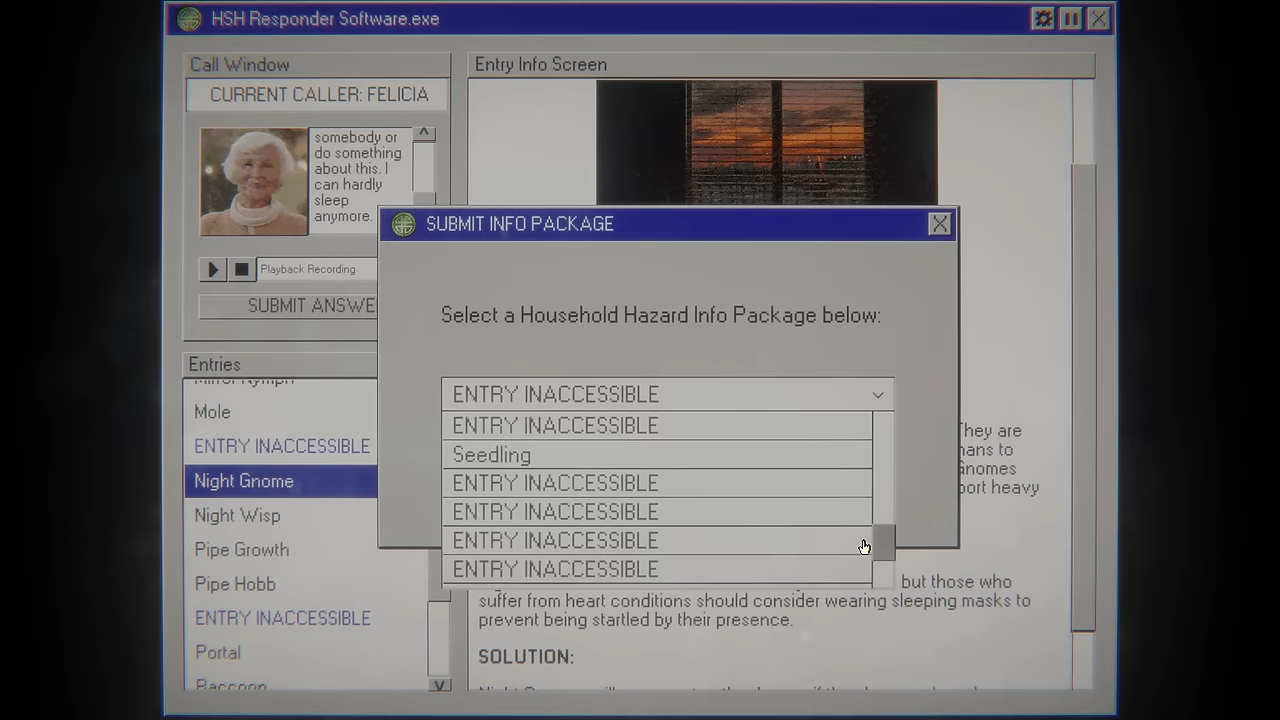 HSH Responder Software.exe
Call Window
CURRENT CALLER: FELICIA
somebody or
do something
about this. I
can hardly
sleep
anymore.
Playback Recording
SUBMIT ANSWE
Entries
Mirror Nymph
Mole
ENTRY INACCESSIBLE
Night Gnome
Night Wisp
Pipe Growth
Pipe Hobb
ENTRY INACCESSIBLE
Portal
Raccoon
Entry Info Screen
SUBMIT INFO PACKAGE
Select a Household Hazard Info Package below:
ENTRY INACCESSIBLE
ENTRY INACCESSIBLE
Seedling
ENTRY INACCESSIBLE
ENTRY INACCESSIBLE
ENTRY INACCESSIBLE
ENTRY INACCESSIBLE
They are
mans to
Gnomes
port heavy
but those who
suffer from heart conditions should consider wearing sleeping masks to
prevent being startled by their presence.
SOLUTION: